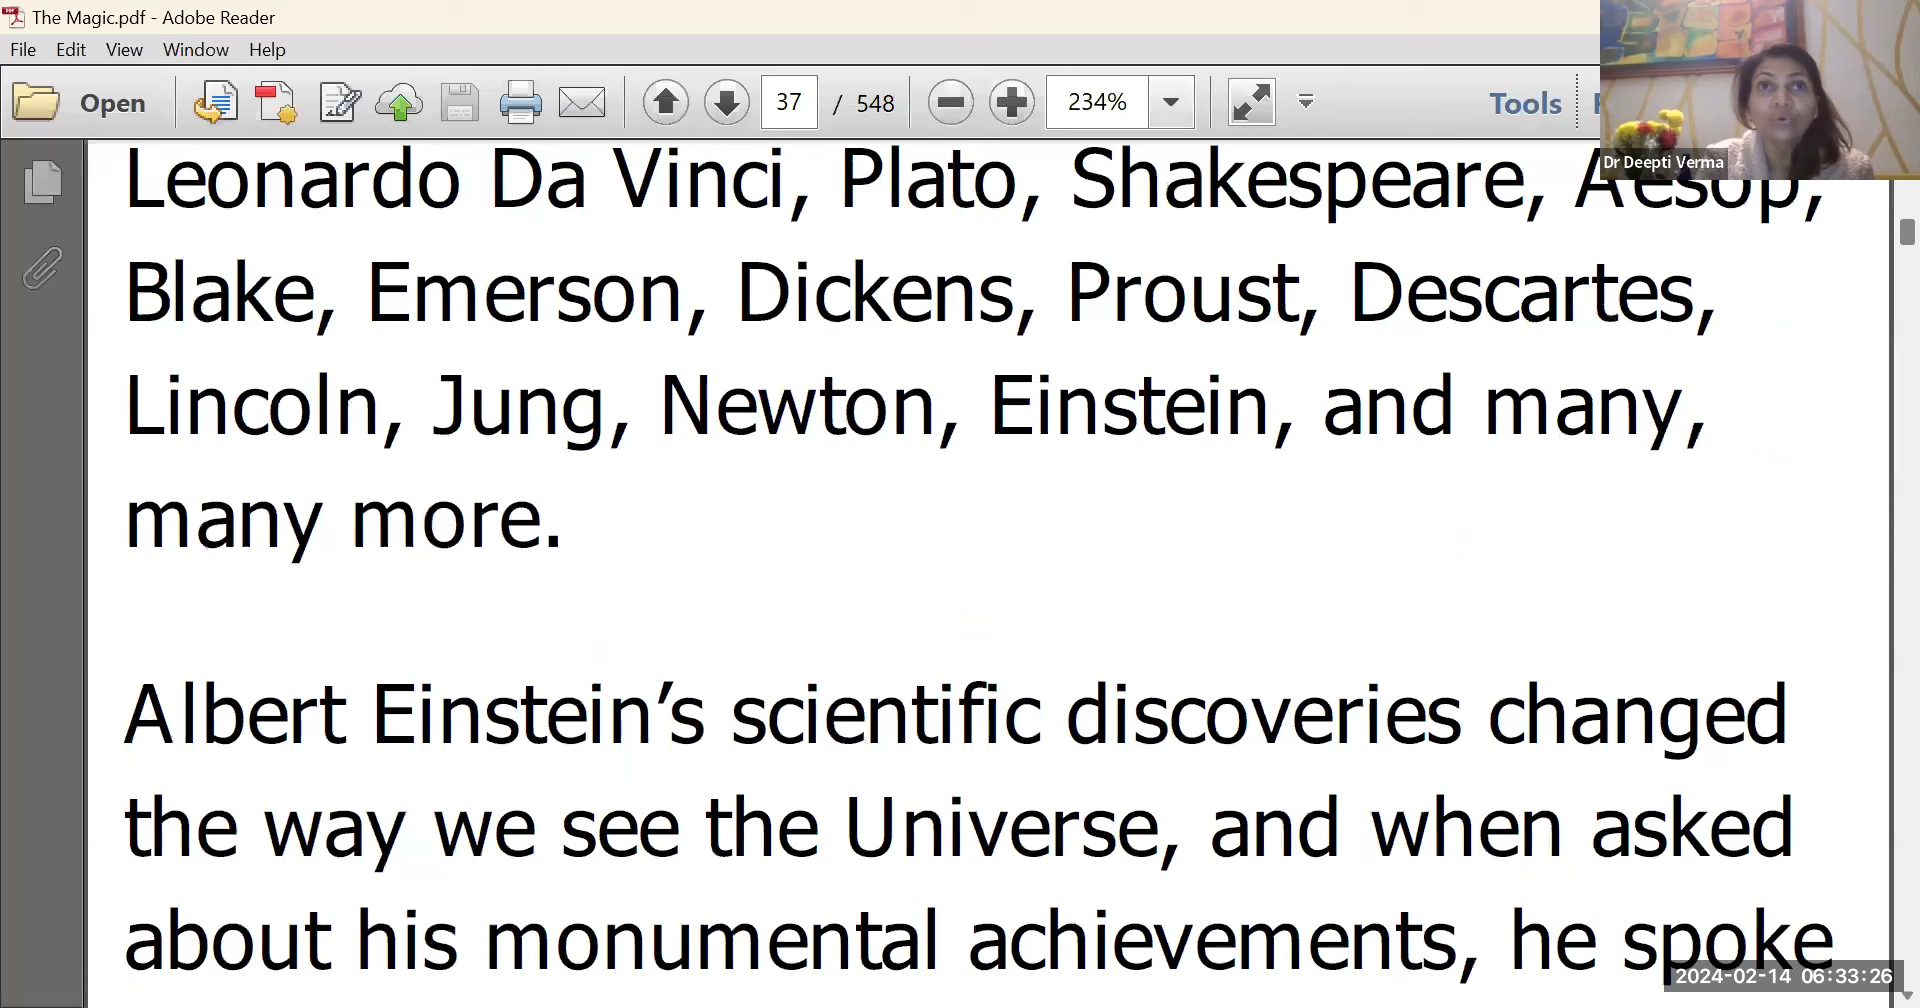 The Magic.pdf - Adobe Reader
File Edit View Window Help
Open 37 / 548 234% Tools
Dr Deepti Verma
Leonardo Da Vinci, Plato, Shakespeare, Aesop,
Blake, Emerson, Dickens, Proust, Descartes,
Lincoln, Jung, Newton, Einstein, and many,
many more.
Albert Einstein’s scientific discoveries changed
the way we see the Universe, and when asked
about his monumental achievements, he spoke
2024-02-14 06:33:26